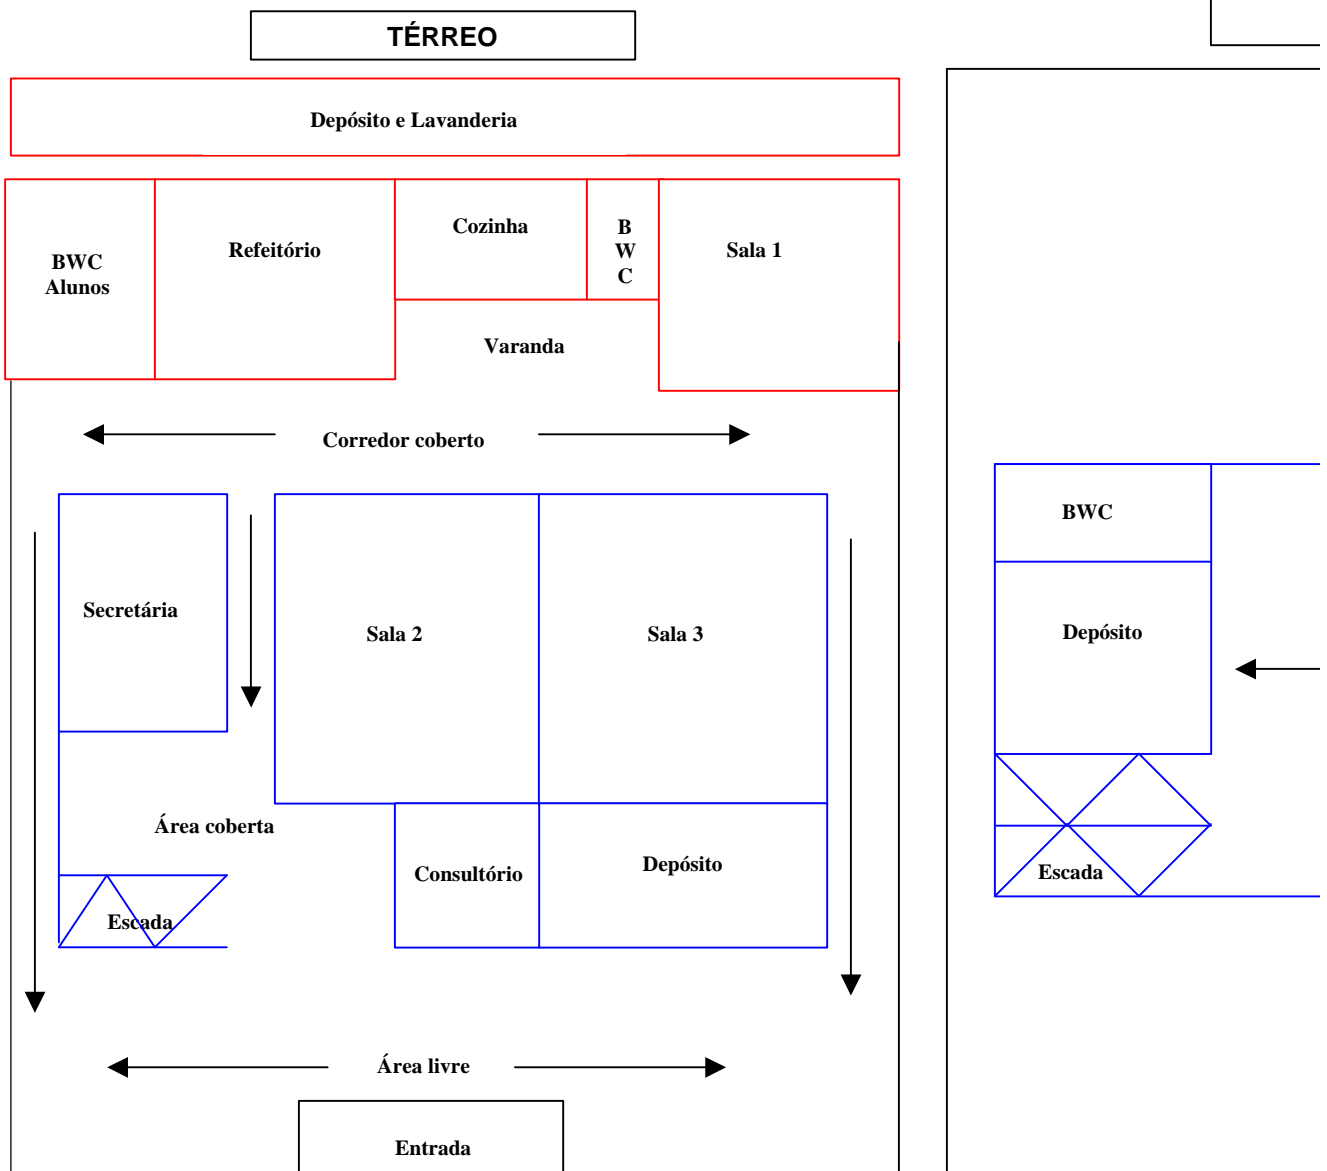 TÉRREO
Depósito e Lavanderia
BWC
Alunos
Refeitório
Cozinha
B
W
C
Sala 1
Varanda
Corredor coberto
Secretária
Sala 2
Sala 3
Área coberta
Consultório
Depósito
Escada
Área livre
Entrada
BWC
Depósito
Escada